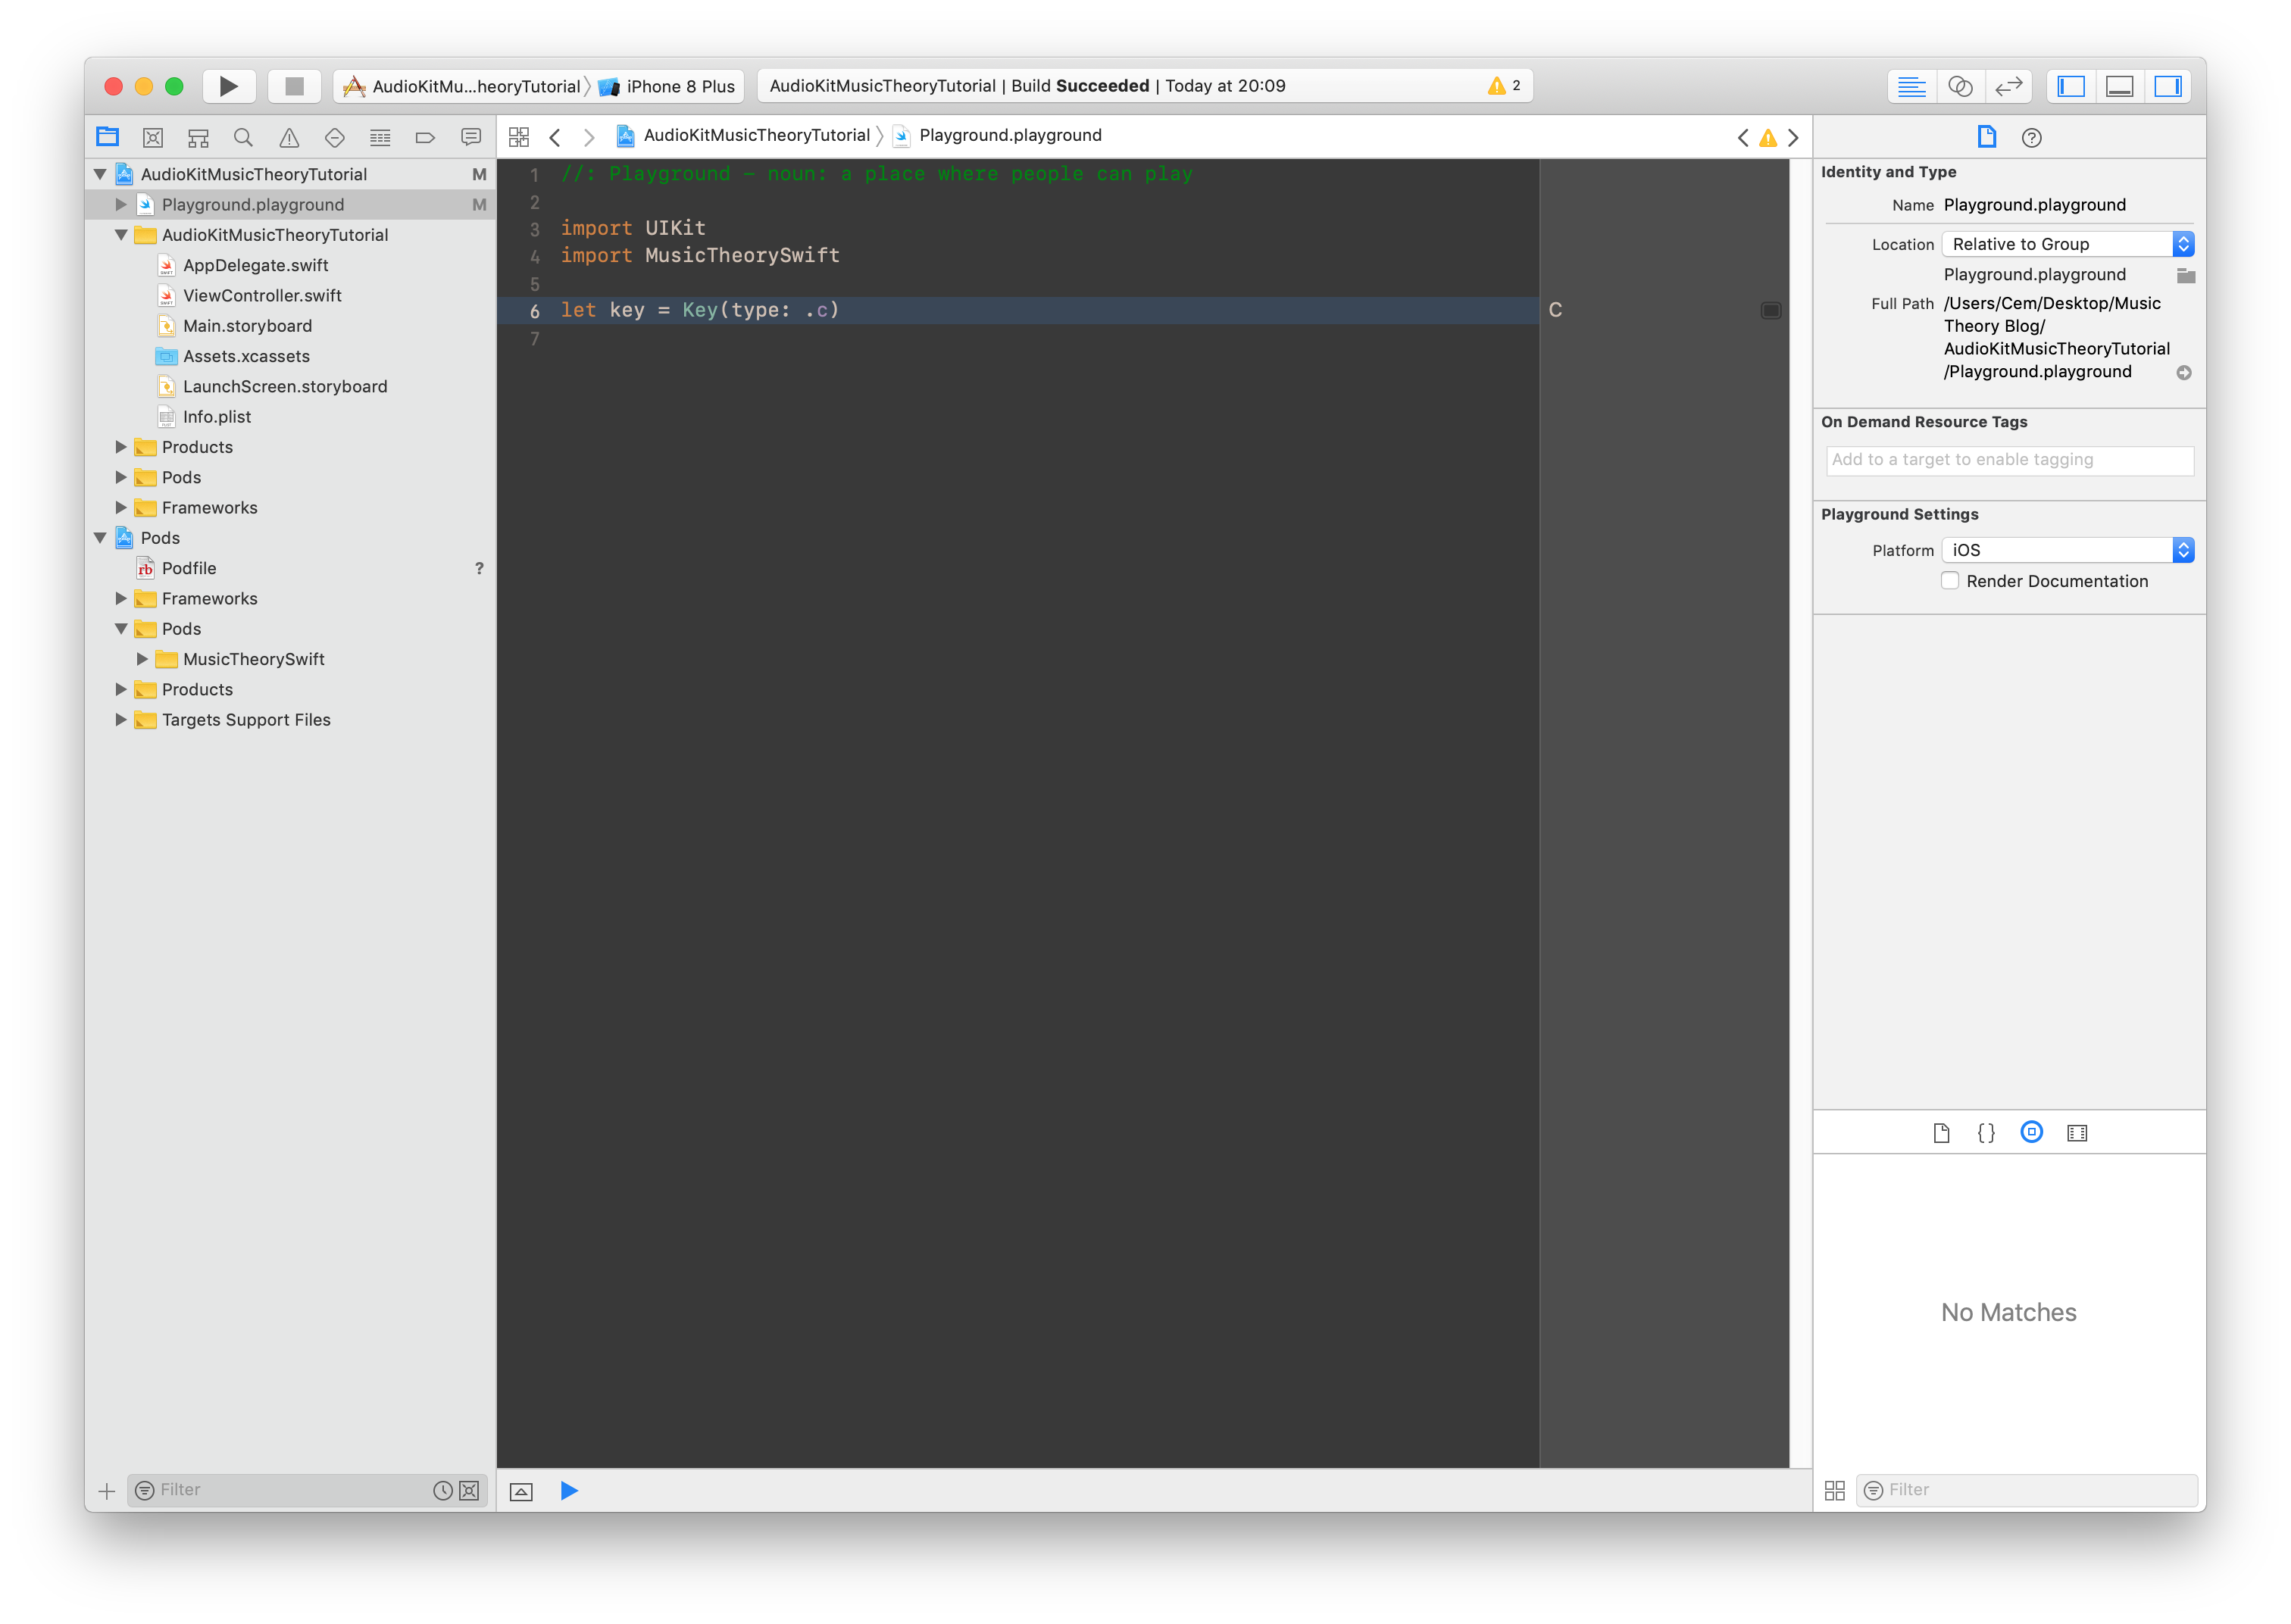 AudioKitMu...heoryTutorial 〉 iPhone 8 Plus
AudioKitMusicTheoryTutorial | Build Succeeded | Today at 20:09
2
AudioKitMusicTheoryTutorial M
Playground.playground M
AudioKitMusicTheoryTutorial
AppDelegate.swift
ViewController.swift
Main.storyboard
Assets.xcassets
LaunchScreen.storyboard
Info.plist
Products
Pods
Frameworks
Pods
Podfile ?
Frameworks
Pods
MusicTheorySwift
Products
Targets Support Files
Filter
AudioKitMusicTheoryTutorial 〉 Playground.playground
1 //: Playground - noun: a place where people can play
2
3 import UIKit
4 import MusicTheorySwift
5
6 let key = Key(type: .c)
7
C
Identity and Type
Name Playground.playground
Location Relative to Group
Playground.playground
Full Path /Users/Cem/Desktop/Music
Theory Blog/
AudioKitMusicTheoryTutorial
/Playground.playground
On Demand Resource Tags
Add to a target to enable tagging
Playground Settings
Platform iOS
Render Documentation
No Matches
Filter